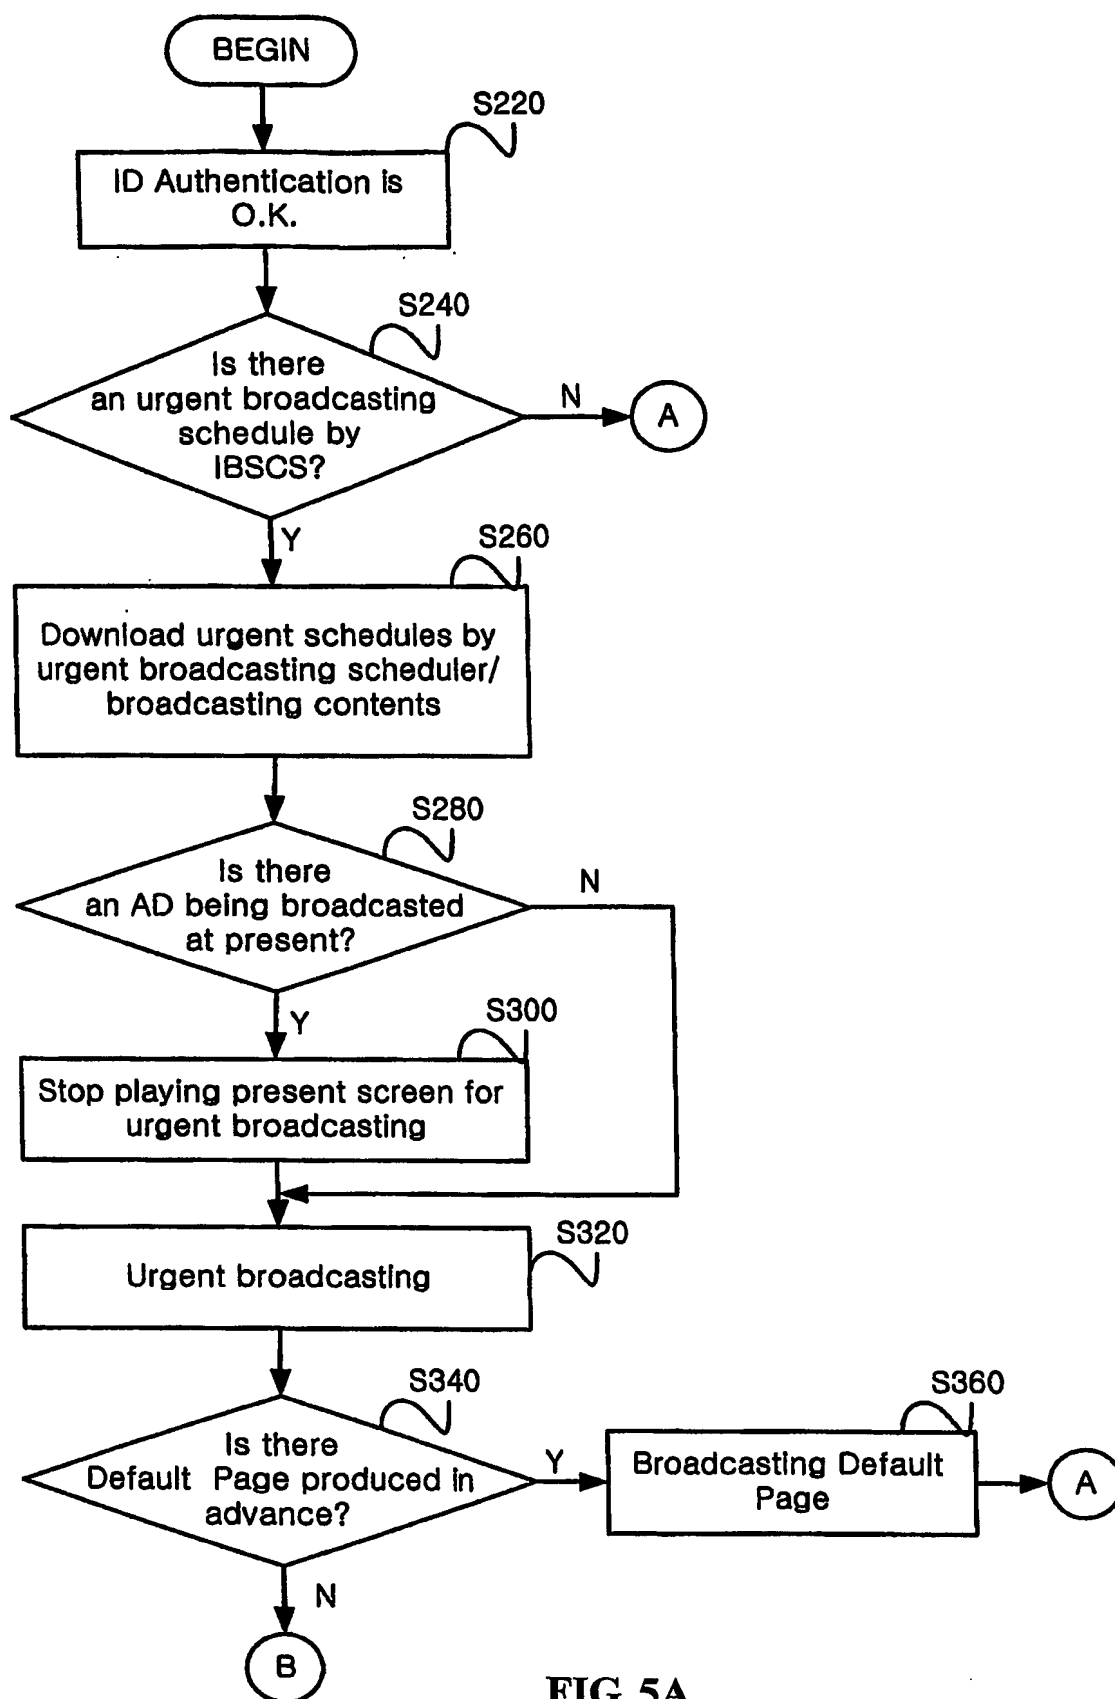 BEGIN
S220
ID Authentication is
O.K.
S240
Is there
an urgent broadcasting
schedule by
IBSCS?
N
A
Y
S260
Download urgent schedules by
urgent broadcasting scheduler/
broadcasting contents
S280
Is there
an AD being broadcasted
at present?
N
Y
S300
Stop playing present screen for
urgent broadcasting
S320
Urgent broadcasting
S340
Is there
Default Page produced in
advance?
Y
S360
Broadcasting Default
Page
A
N
B
FIG 5A